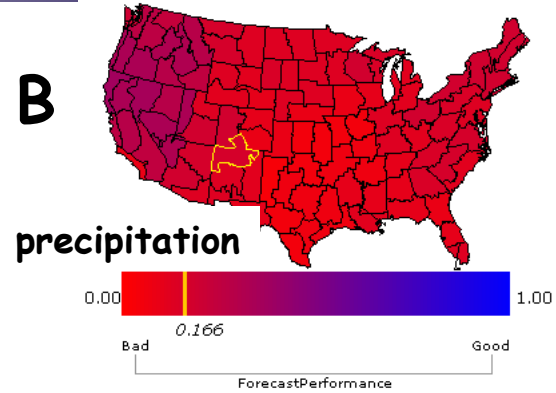 B
precipitation
0.00 1.00
0.166
Bad Good
ForecastPerformance